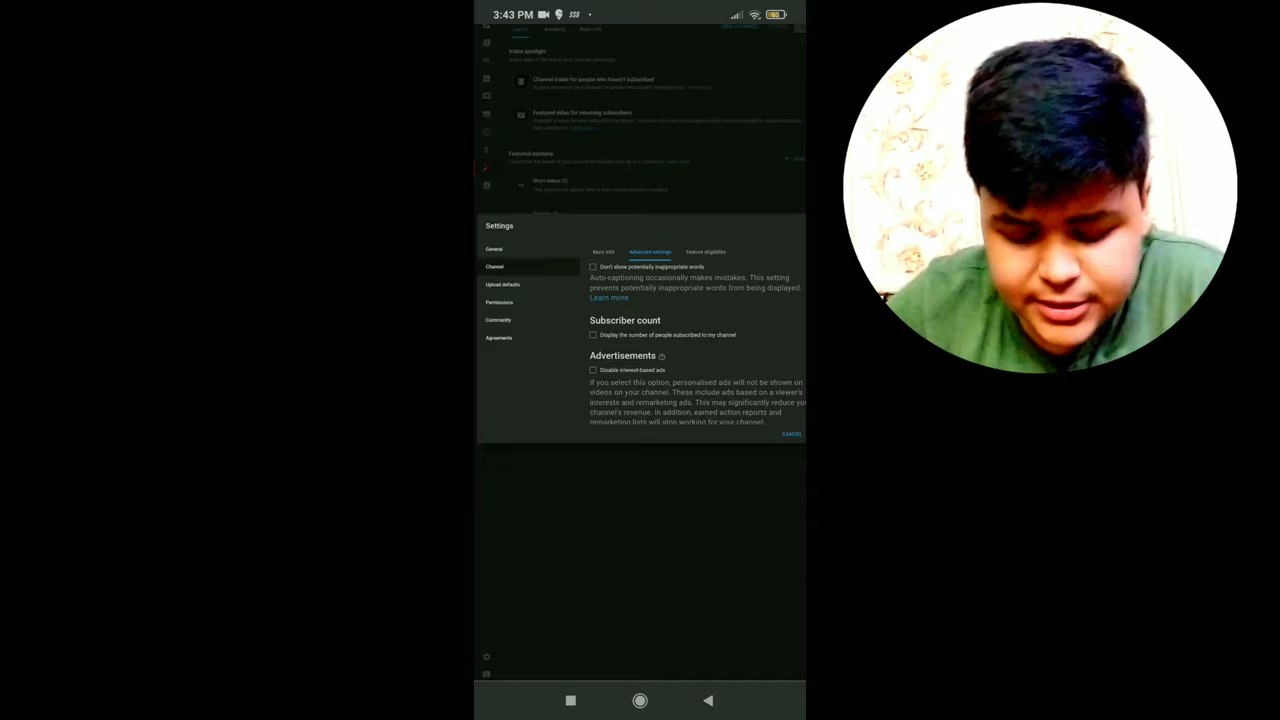 3:43 PM
63
Basic info
Video spotlight
Channel trailer for people who haven't subscribed
Featured video for returning subscribers
Featured sections
Short videos (0)
Settings
General
Channel
Upload defaults
Permissions
Community
Agreements
Basic info
Advanced settings
Feature eligibility
Don't show potentially inappropriate words
Auto-captioning occasionally makes mistakes. This setting
prevents potentially inappropriate words from being displayed.
Learn more
Subscriber count
Display the number of people subscribed to my channel
Advertisements
Disable interest-based ads
If you select this option, personalised ads will not be shown on
videos on your channel. These include ads based on a viewer's
interests and remarketing ads. This may significantly reduce you
channel's revenue. In addition, earned action reports and
remarketing lists will stop working for your channel.
CANCEL